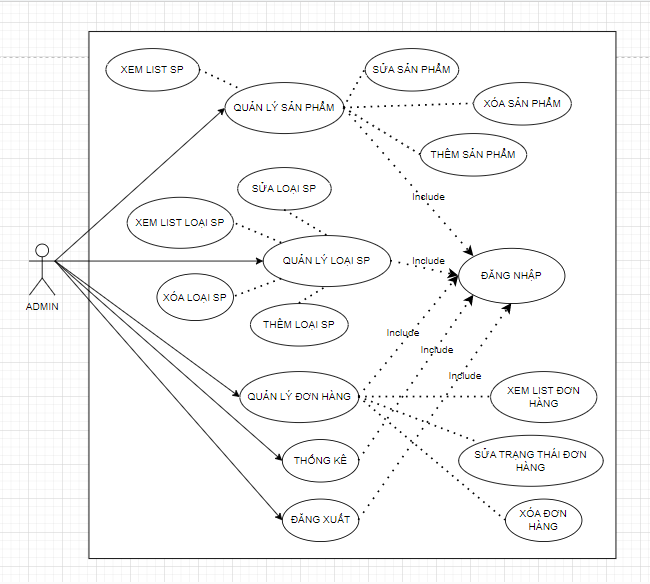 XEM LIST SP
SỬA SẢN PHẨM
QUẢN LÝ SẢN PHẨM
XÓA SẢN PHẨM
THÊM SẢN PHẨM
SỬA LOẠI SP
Include
XEM LIST LOẠI SP
QUẢN LÝ LOẠI SP
Include
ĐĂNG NHẬP
XÓA LOẠI SP
ADMIN
THÊM LOẠI SP
Include
Include
Include
QUẢN LÝ ĐƠN HÀNG
XEM LIST ĐƠN
HÀNG
THỐNG KÊ
SỬA TRẠNG THÁI ĐƠN
HÀNG
ĐĂNG XUẤT
XÓA ĐƠN
HÀNG